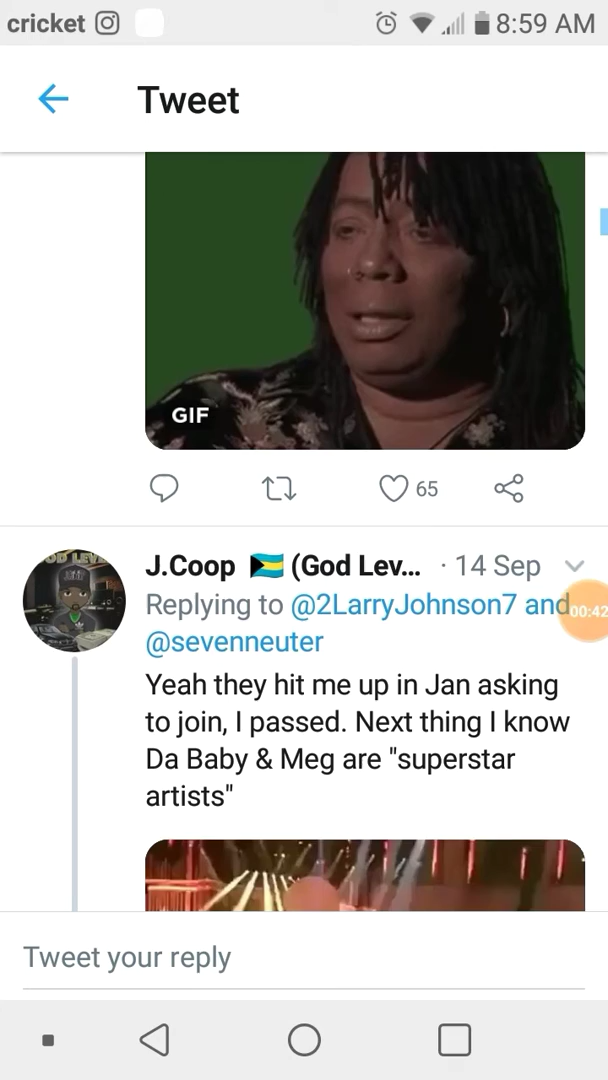 cricket 8:59 AM
Tweet
GIF
65
J.Coop 🇧🇸 (God Lev... · 14 Sep
Replying to @2LarryJohnson7 and
00:42
@sevenneuter
Yeah they hit me up in Jan asking
to join, I passed. Next thing I know
Da Baby & Meg are "superstar
artists"
Tweet your reply